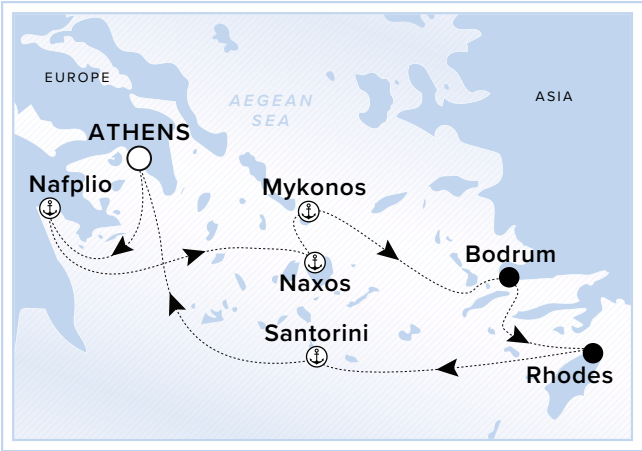 EUROPE
ASIA
AEGEAN
SEA
ATHENS
Nafplio
Mykonos
Bodrum
Naxos
Santorini
Rhodes